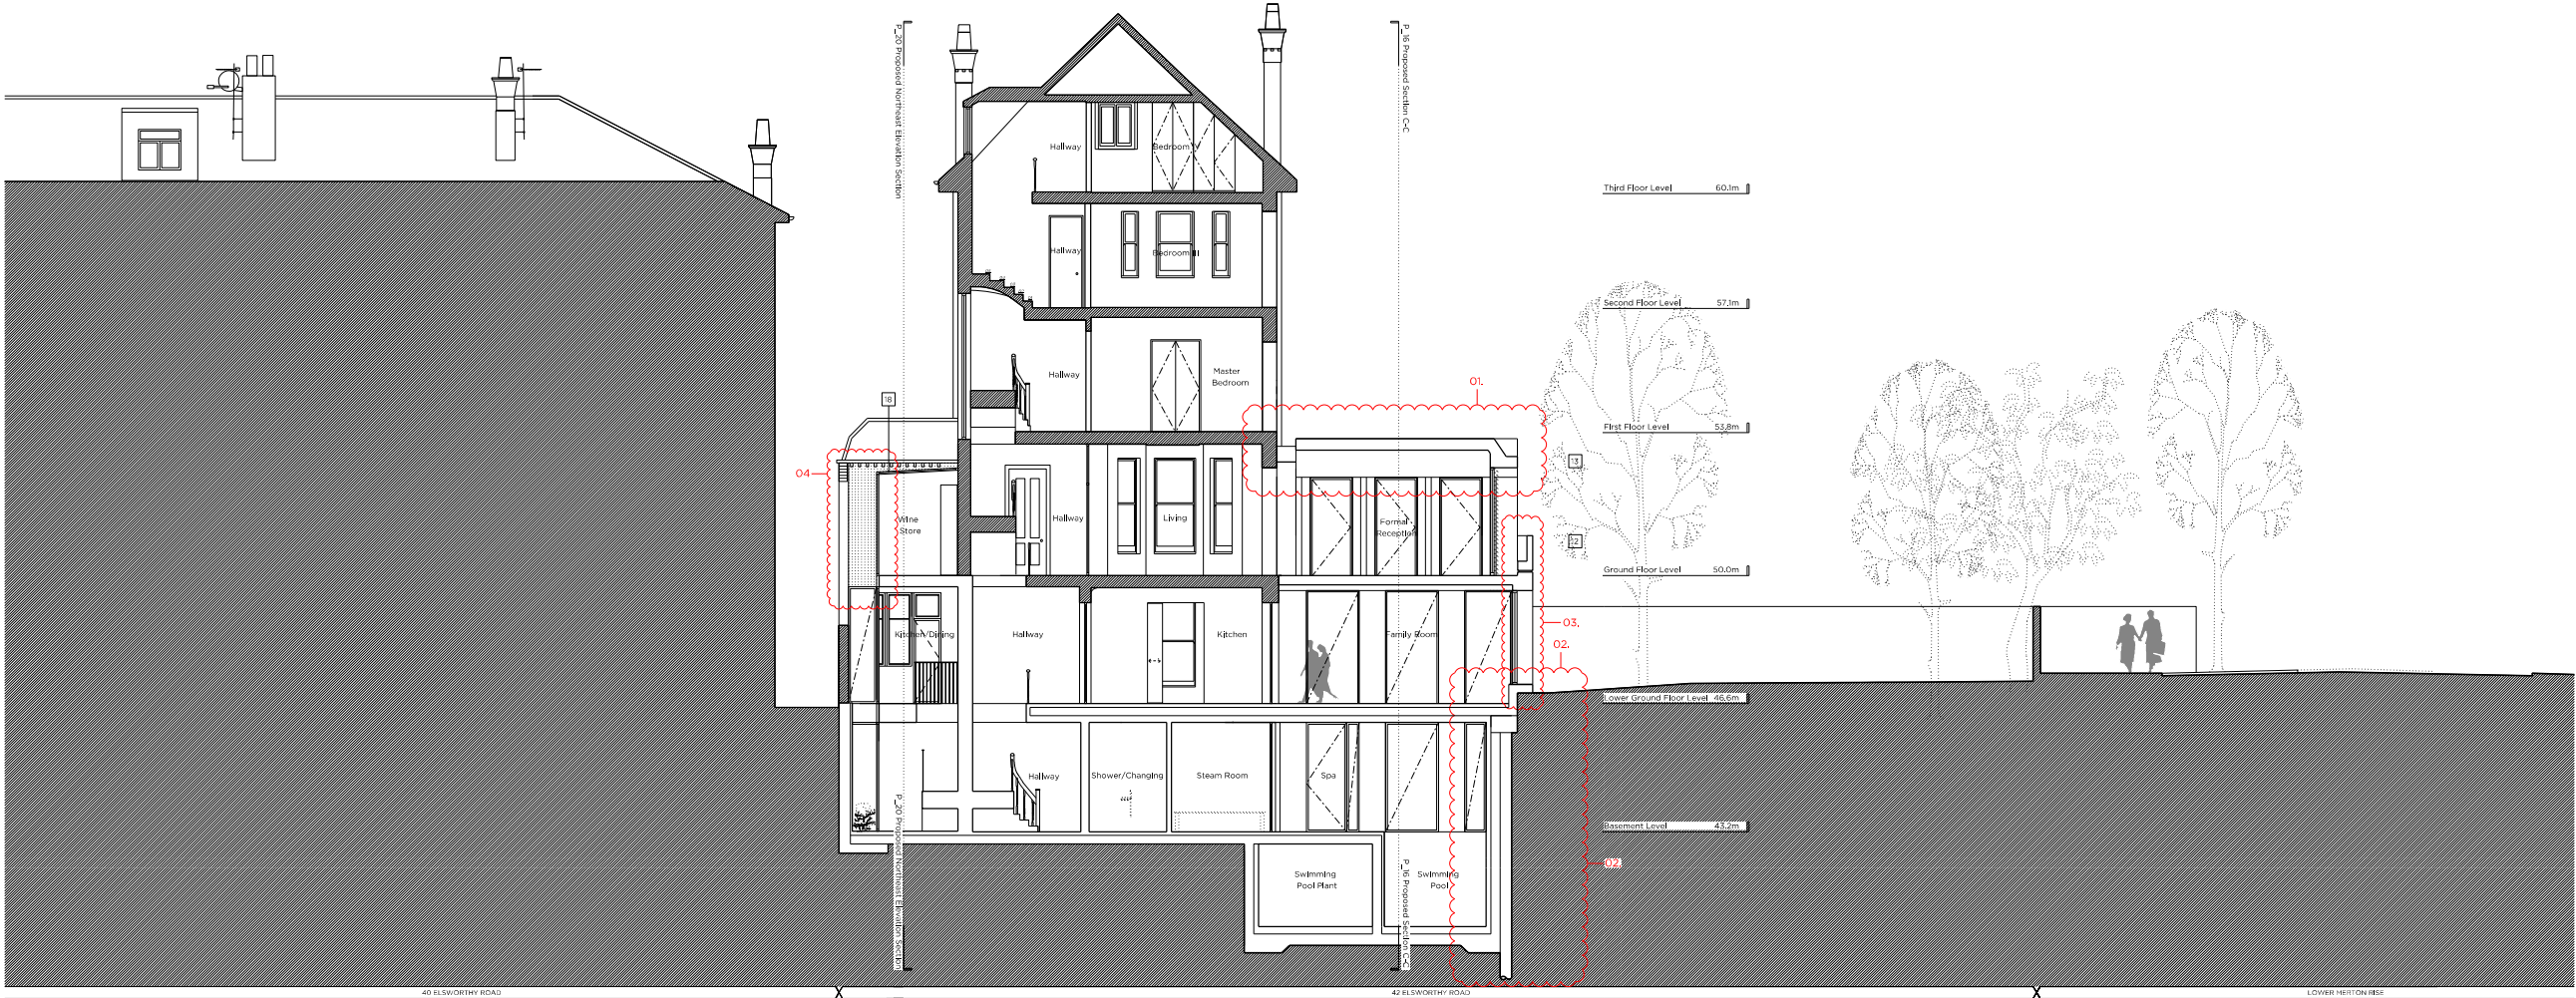 P_20 Proposed Northeast Elevation Section
P_16 Proposed Section C-C
Hallway
Bedroom V
Third Floor Level 60.1m
Hallway
Bedroom III
Second Floor Level 57.1m
Hallway
Master
Bedroom
01.
18
First Floor Level 53.8m
04
13
Wine
Store
Hallway
Living
Formal
Reception
12
Ground Floor Level 50.0m
03.
Kitchen/Dining
Hallway
Kitchen
Family Room
02.
Lower Ground Floor Level 46.6m
Hallway
Shower/Changing
Steam Room
Spa
Basement Level 43.2m
02.
Swimming
Pool Plant
Swimming
Pool
P_20 Proposed Northeast Elevation Section
P_16 Proposed Section C-C
40 ELSWORTHY ROAD
X
42 ELSWORTHY ROAD
X
LOWER MERTON RISE